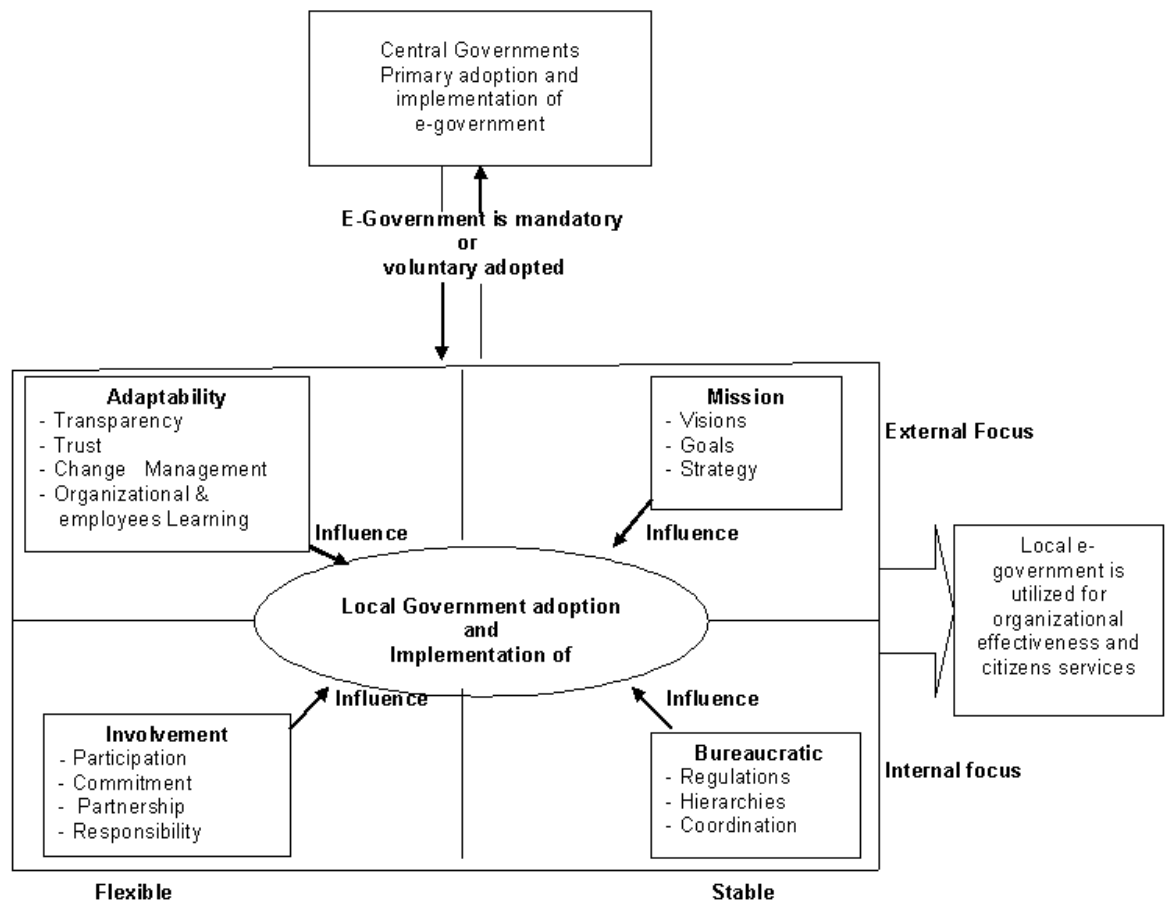 Central Governments
Primary adoption and
implementation of
e-government
E-Government is mandatory
or
voluntary adopted
Adaptability
- Transparency
- Trust
- Change Management
- Organizational &
employees Learning
Influence
Mission
- Visions
- Goals
- Strategy
Influence
External Focus
Local Government adoption
and
Implementation of
Local e-
government is
utilized for
organizational
effectiveness and
citizens services
Influence
Involvement
- Participation
- Commitment
- Partnership
- Responsibility
Influence
Bureaucratic
- Regulations
- Hierarchies
- Coordination
Internal focus
Flexible
Stable